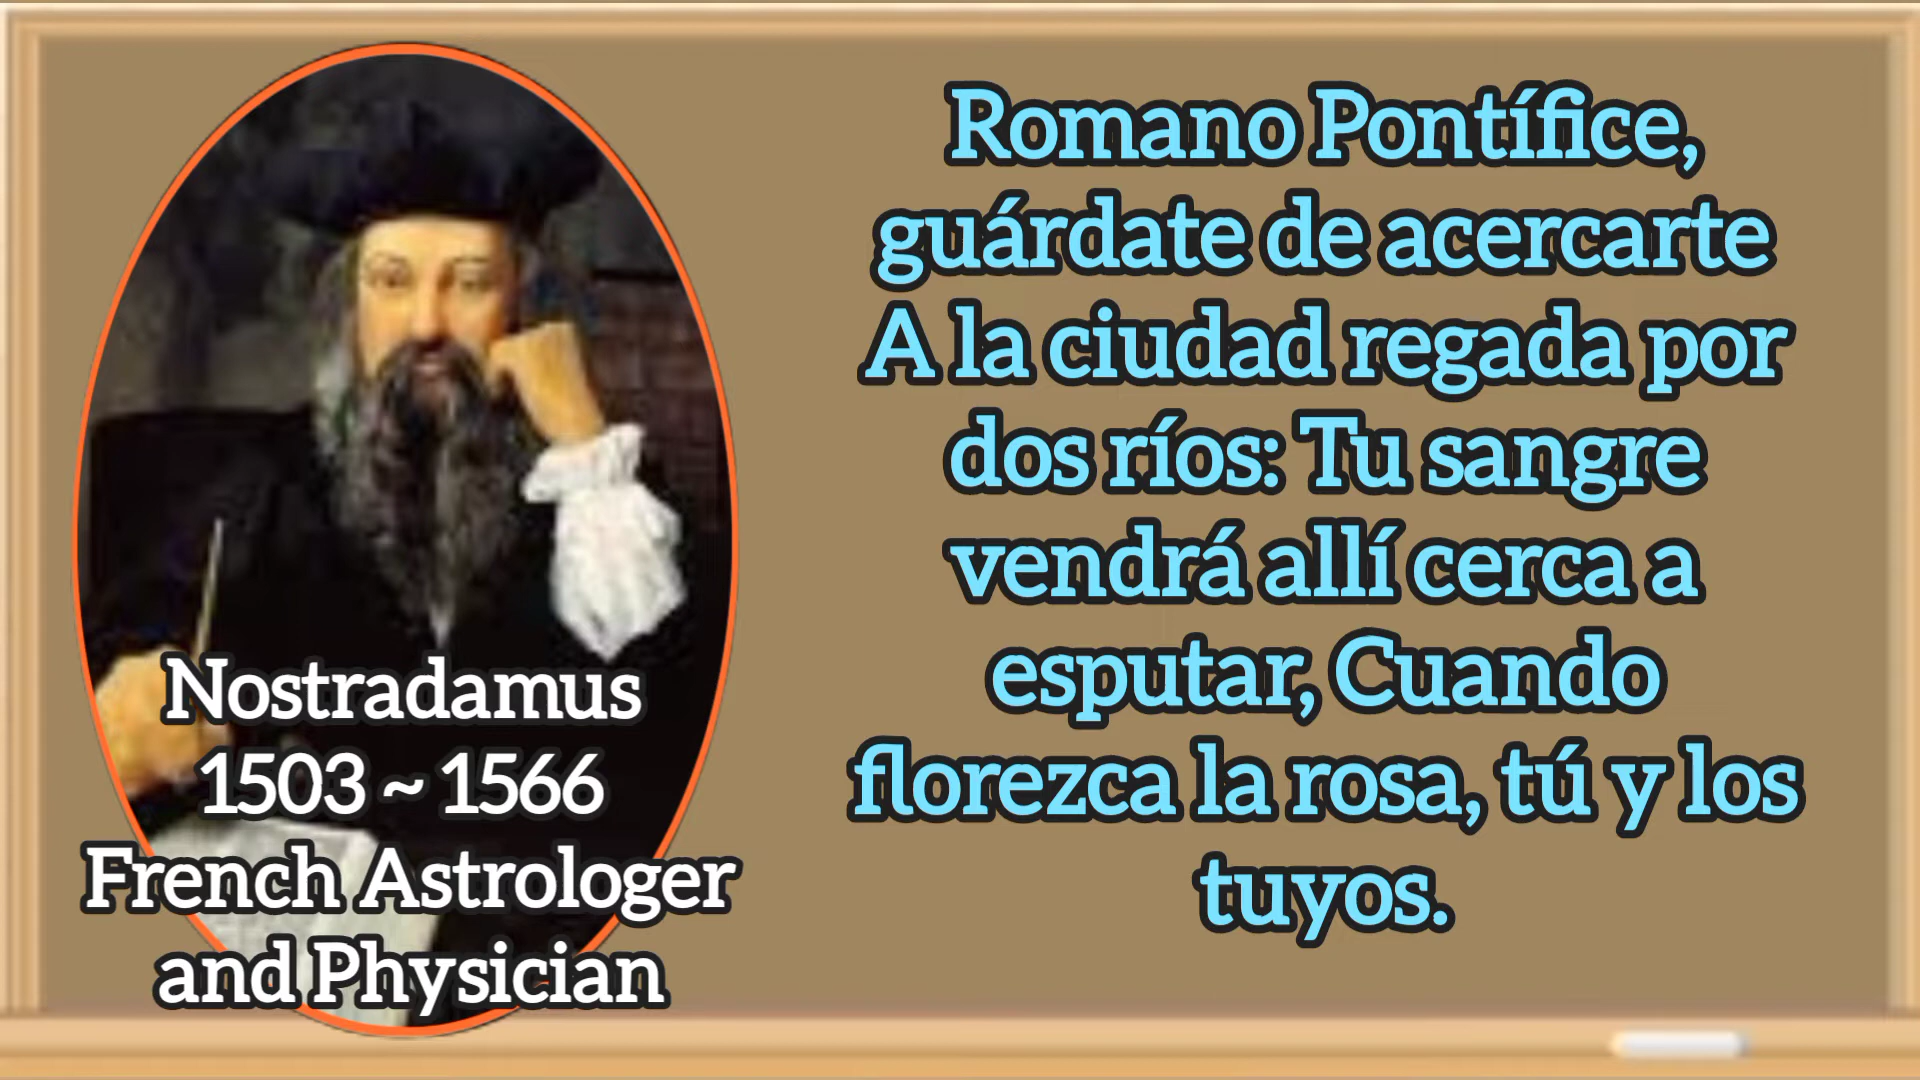 Romano Pontífice,
guárdate de acercarte
A la ciudad regada por
dos ríos: Tu sangre
vendrá allí cerca a
esputar, Cuando
florezca la rosa, tú y los
tuyos.
Nostradamus
1503 ~ 1566
French Astrologer
and Physician